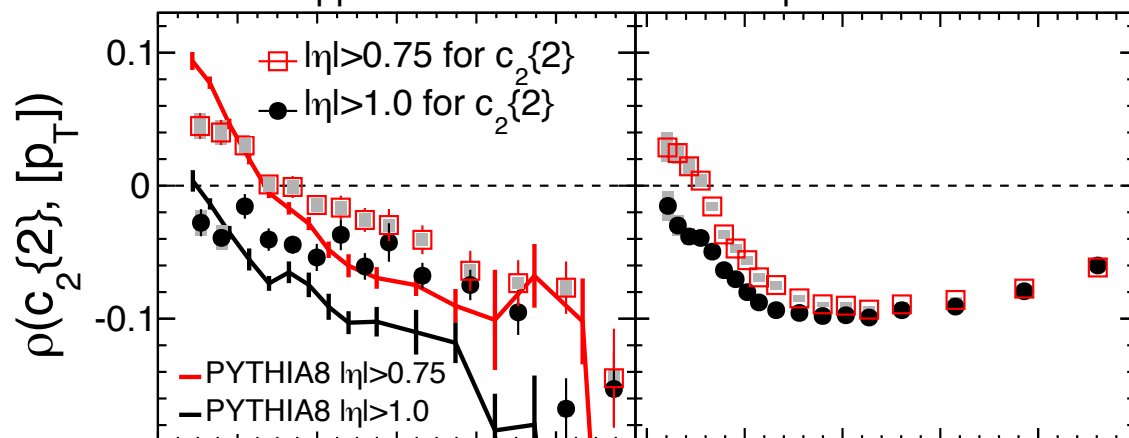 0.1
0
-0.1
ρ(c₂{2}, [p_T])
|η|>0.75 for c₂{2}
|η|>1.0 for c₂{2}
PYTHIA8 |η|>0.75
PYTHIA8 |η|>1.0